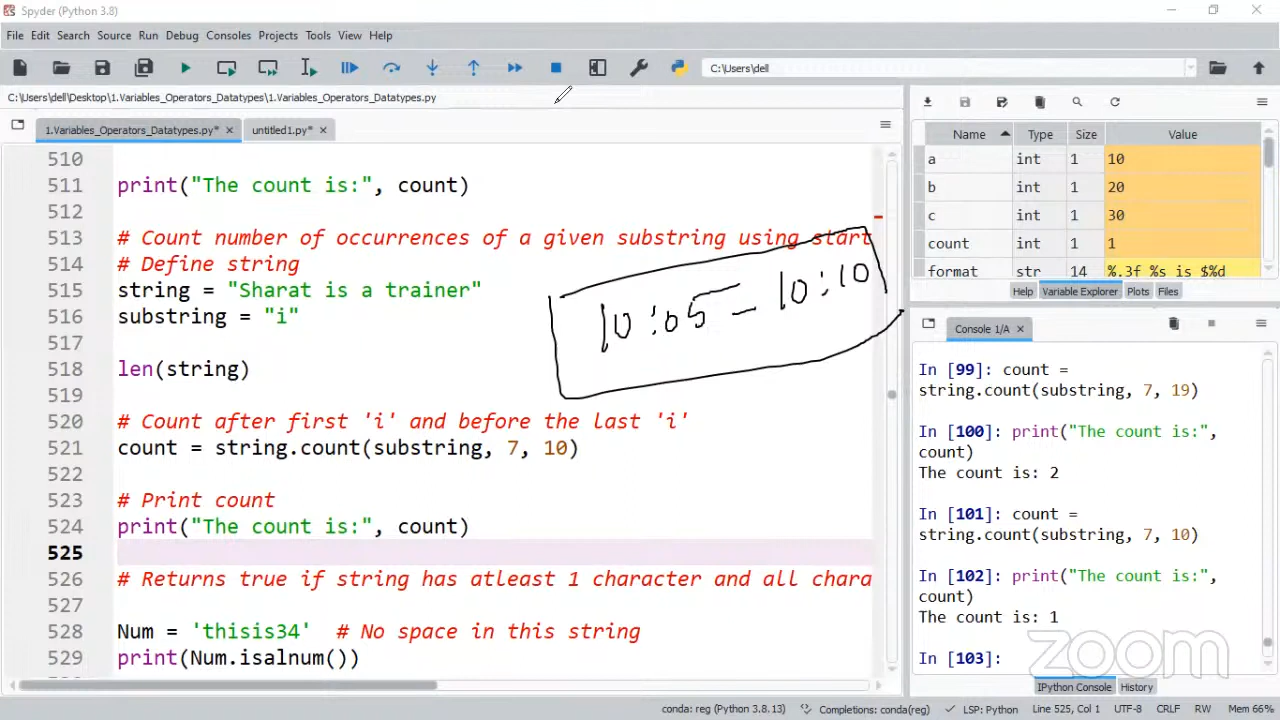 Spyder (Python 3.8)
File Edit Search Source Run Debug Consoles Projects Tools View Help
C:\Users\dell
C:\Users\dell\Desktop\1.Variables_Operators_Datatypes\1.Variables_Operators_Datatypes.py
1.Variables_Operators_Datatypes.py* untitled1.py*
510
511 print("The count is:", count)
512
513 # Count number of occurrences of a given substring using start
514 # Define string
515 string = "Sharat is a trainer"
516 substring = "i"
517
518 len(string)
519
520 # Count after first 'i' and before the last 'i'
521 count = string.count(substring, 7, 10)
522
523 # Print count
524 print("The count is:", count)
525
526 # Returns true if string has atleast 1 character and all chara
527
528 Num = 'thisis34' # No space in this string
529 print(Num.isalnum())
10:05 - 10:10
Name Type Size Value
a int 1 10
b int 1 20
c int 1 30
count int 1 1
format str 14 %.3f %s is $%d
Help Variable Explorer Plots Files
Console 1/A
In [99]: count =
string.count(substring, 7, 19)
In [100]: print("The count is:",
count)
The count is: 2
In [101]: count =
string.count(substring, 7, 10)
In [102]: print("The count is:",
count)
The count is: 1
In [103]:
zoom
IPython Console History
conda: reg (Python 3.8.13) Completions: conda(reg) LSP: Python Line 525, Col 1 UTF-8 CRLF RW Mem 66%